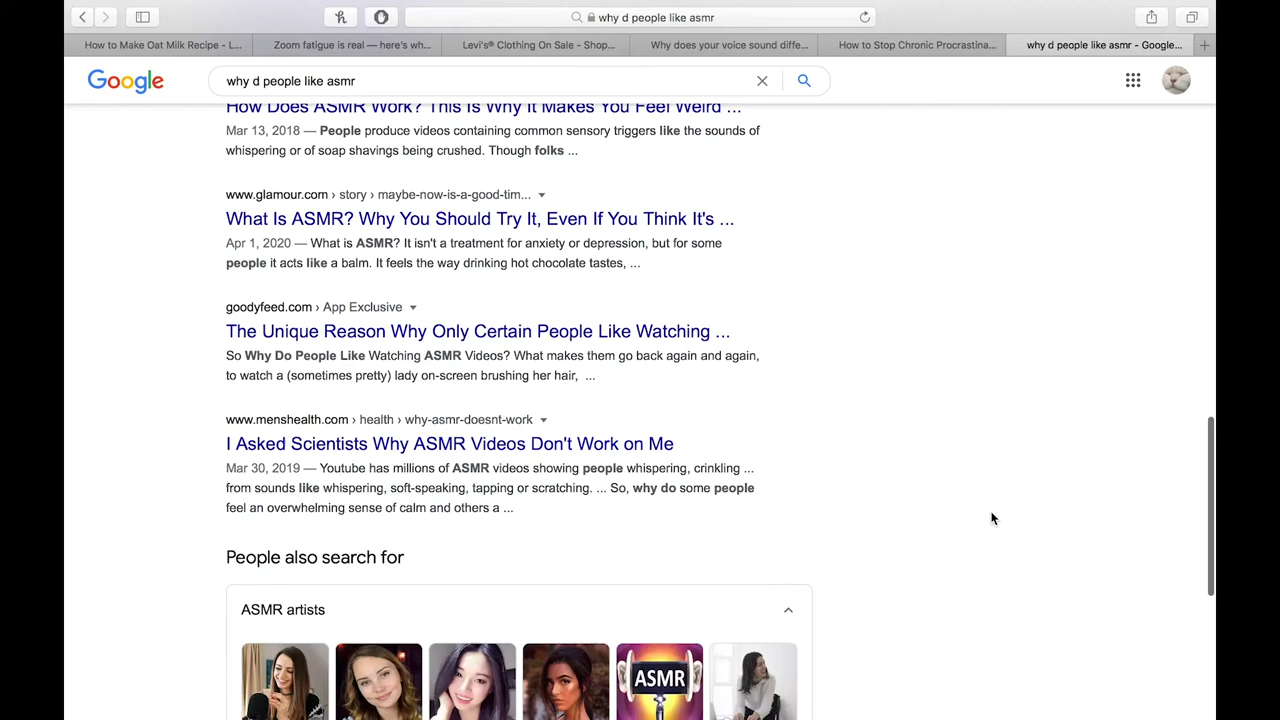 why d people like asmr
How to Make Oat Milk Recipe - L...
Zoom fatigue is real — here's wh...
Levi's® Clothing On Sale - Shop...
Why does your voice sound diffe...
How to Stop Chronic Procrastina...
why d people like asmr - Google...
Google
why d people like asmr
How Does ASMR Work? This Is Why It Makes You Feel Weird ...
Mar 13, 2018 — People produce videos containing common sensory triggers like the sounds of
whispering or of soap shavings being crushed. Though folks ...
www.glamour.com › story › maybe-now-is-a-good-tim...
What Is ASMR? Why You Should Try It, Even If You Think It's ...
Apr 1, 2020 — What is ASMR? It isn't a treatment for anxiety or depression, but for some
people it acts like a balm. It feels the way drinking hot chocolate tastes, ...
goodyfeed.com › App Exclusive
The Unique Reason Why Only Certain People Like Watching ...
So Why Do People Like Watching ASMR Videos? What makes them go back again and again,
to watch a (sometimes pretty) lady on-screen brushing her hair, ...
www.menshealth.com › health › why-asmr-doesnt-work
I Asked Scientists Why ASMR Videos Don't Work on Me
Mar 30, 2019 — Youtube has millions of ASMR videos showing people whispering, crinkling ...
from sounds like whispering, soft-speaking, tapping or scratching. ... So, why do some people
feel an overwhelming sense of calm and others a ...
People also search for
ASMR artists
ASMR